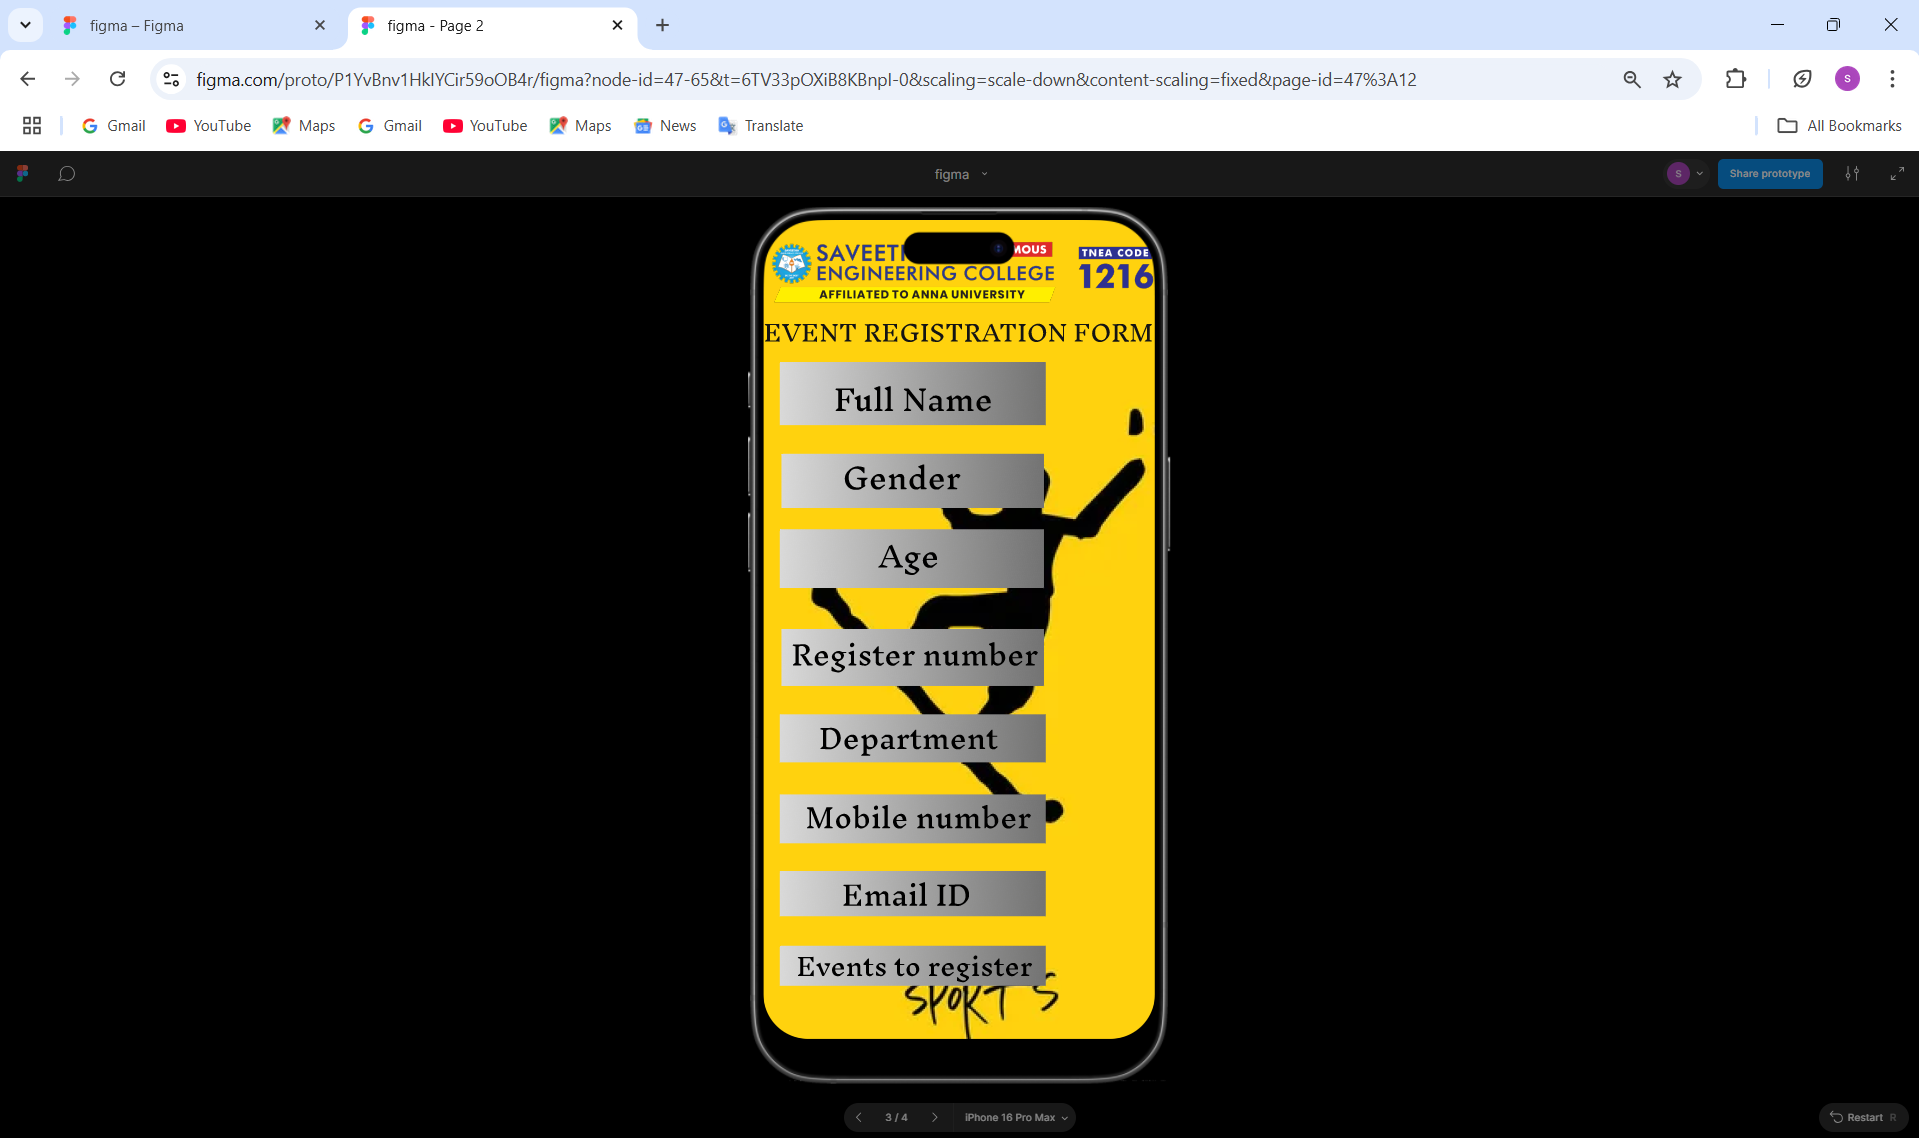 figma – Figma
figma - Page 2
figma.com/proto/P1YvBnv1HklYCir59oOB4r/figma?node-id=47-65&t=6TV33pOXiB8KBnpI-0&scaling=scale-down&content-scaling=fixed&page-id=47%3A12
S
Gmail
YouTube
Maps
Gmail
YouTube
Maps
News
Translate
All Bookmarks
figma
S
Share prototype
SAVEET
MOUS
ENGINEERING COLLEGE
AFFILIATED TO ANNA UNIVERSITY
TNEA CODE
1216
EVENT REGISTRATION FORM
Full Name
Gender
Age
Register number
Department
Mobile number
Email ID
Events to register
SPORTS
3 / 4
iPhone 16 Pro Max
Restart R